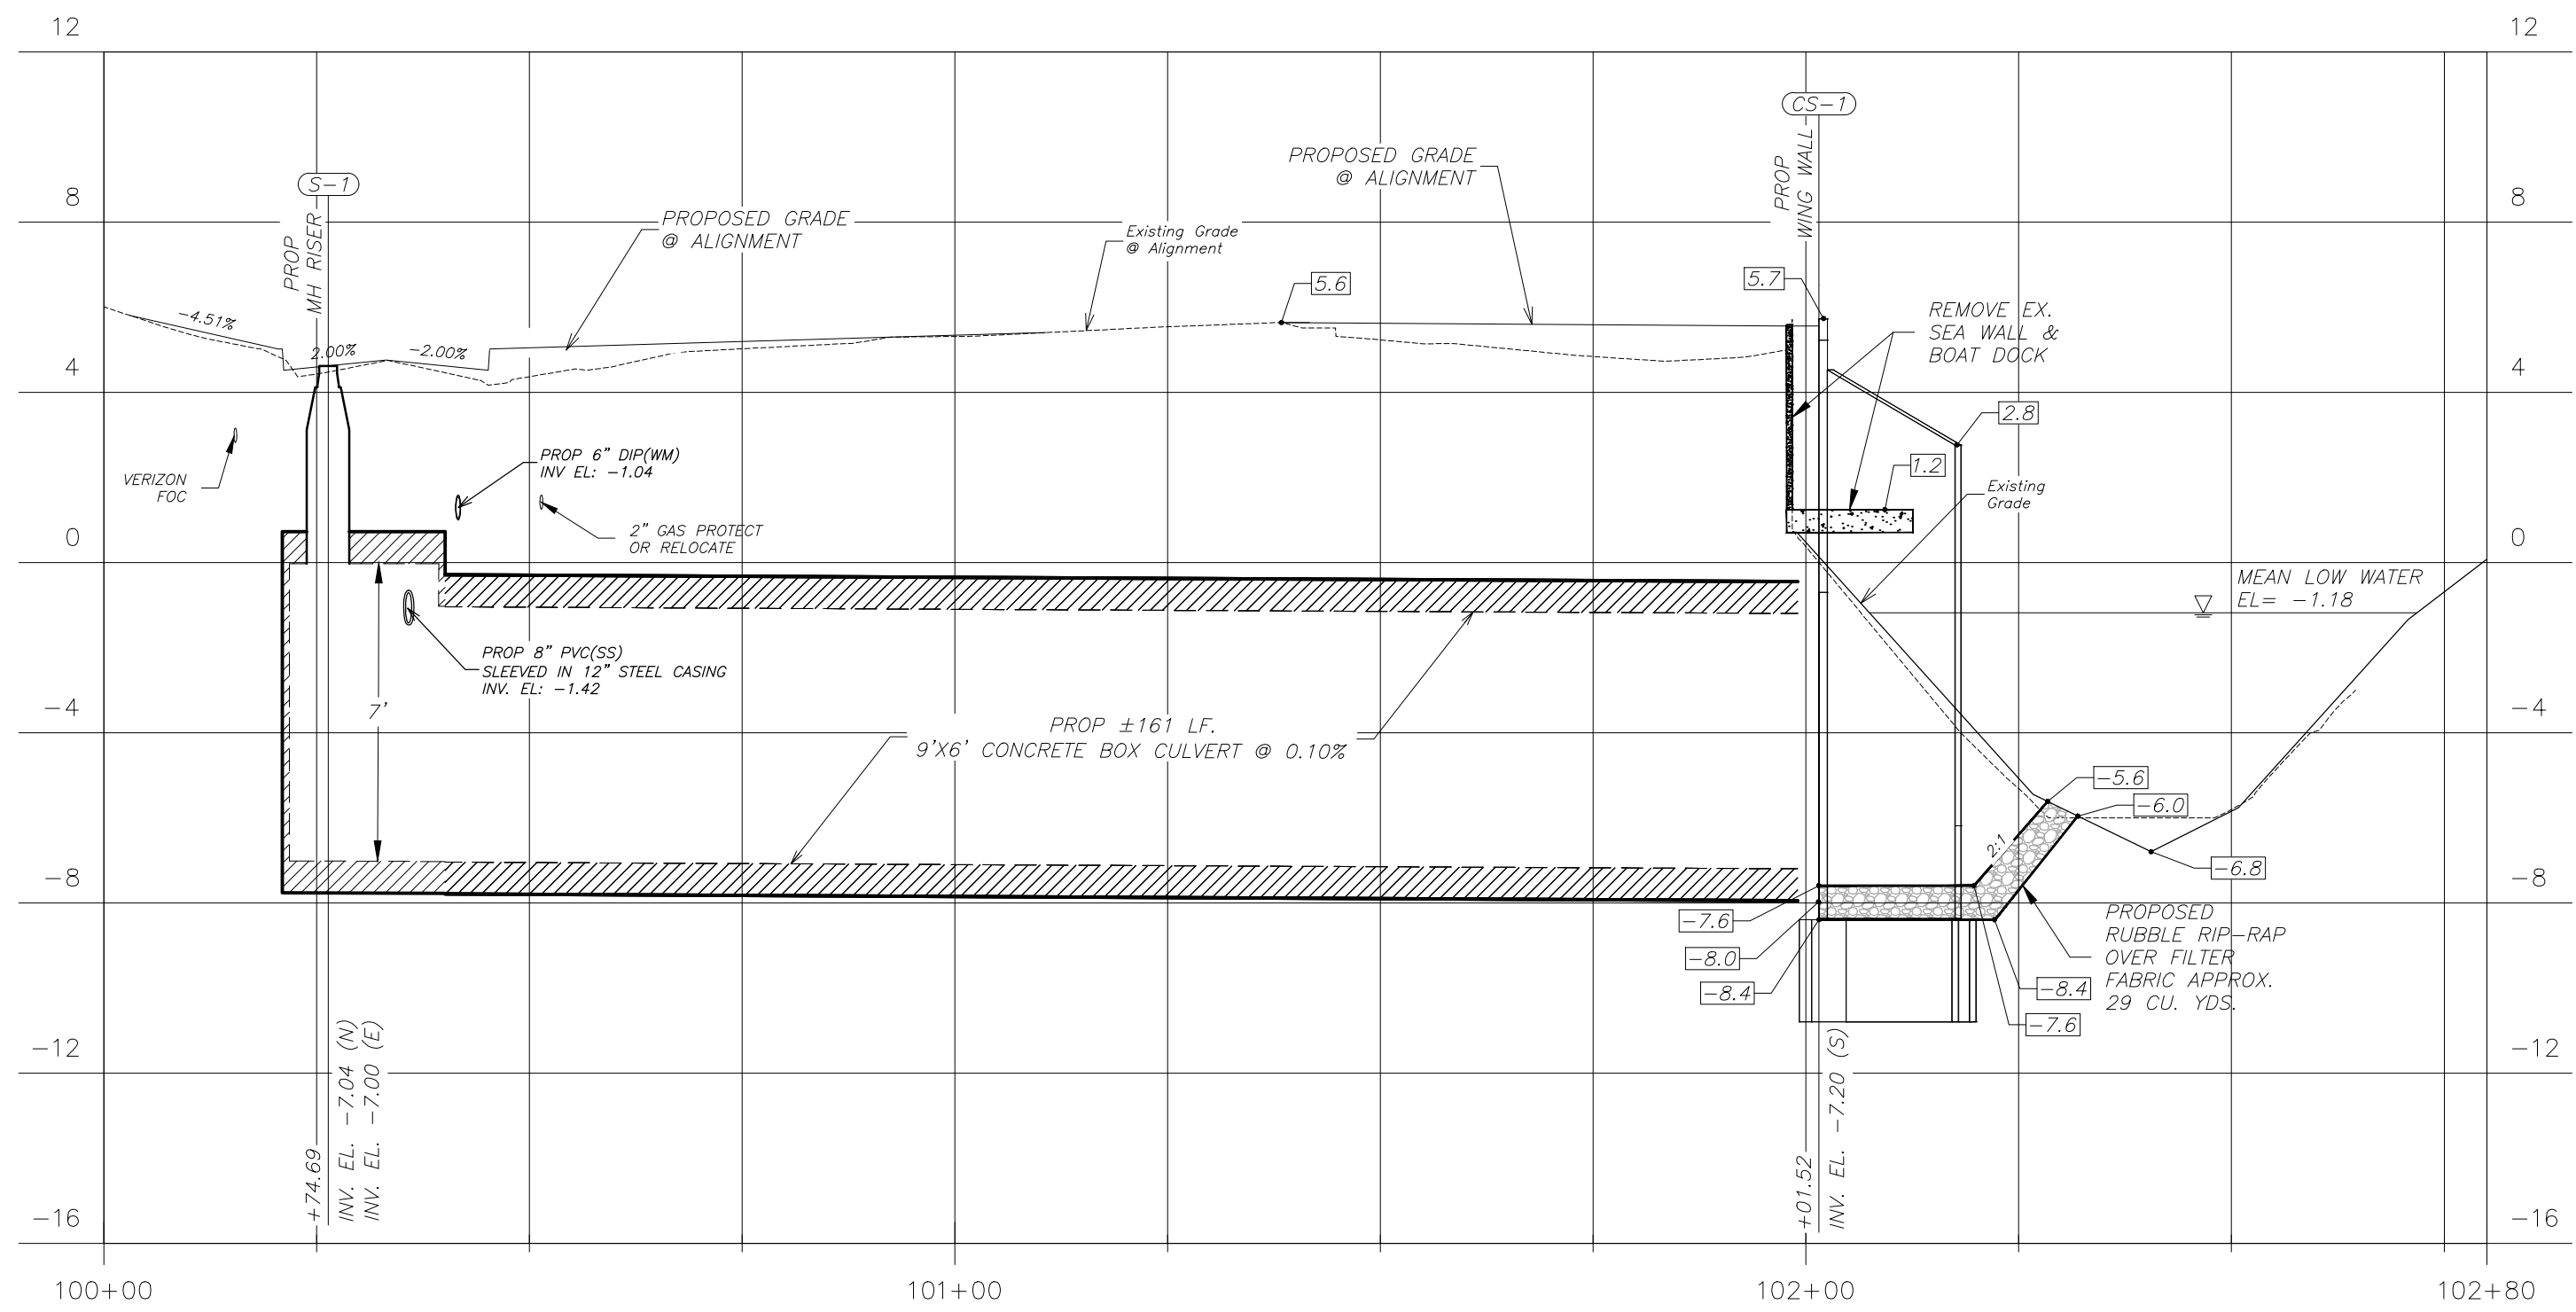 12
12
CS-1
PROP
WING WALL
PROPOSED GRADE
@ ALIGNMENT
S-1
PROP
MH RISER
8
8
PROPOSED GRADE
@ ALIGNMENT
Existing Grade
@ Alignment
5.6
5.7
REMOVE EX.
SEA WALL &
BOAT DOCK
-4.51%
2.00%
-2.00%
4
4
2.8
VERIZON
FOC
PROP 6" DIP(WM)
INV EL: -1.04
1.2
Existing
Grade
2" GAS PROTECT
OR RELOCATE
0
0
MEAN LOW WATER
EL= -1.18
PROP 8" PVC(SS)
SLEEVED IN 12" STEEL CASING
INV. EL: -1.42
7'
-4
-4
PROP ±161 LF.
9'X6' CONCRETE BOX CULVERT @ 0.10%
-5.6
-6.0
2:1
-6.8
-8
-8
-7.6
-8.0
-8.4
PROPOSED
RUBBLE RIP-RAP
OVER FILTER
FABRIC APPROX.
29 CU. YDS.
-8.4
-7.6
-12
-12
+74.69
INV. EL. -7.04 (N)
INV. EL. -7.00 (E)
+01.52
INV. EL. -7.20 (S)
-16
-16
100+00
101+00
102+00
102+80